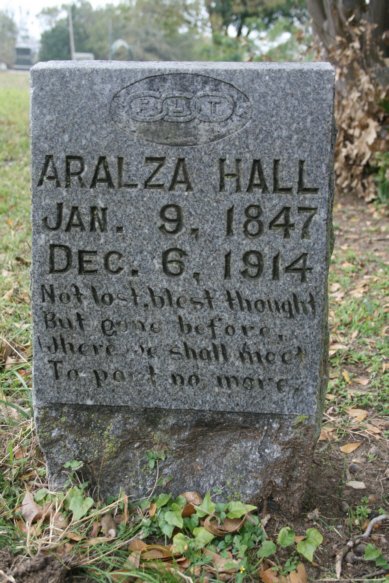 FLT
ARALZA HALL
JAN. 9, 1847
DEC. 6, 1914
Not lost, blest thought
But gone before,
Where we shall meet
To part no more.